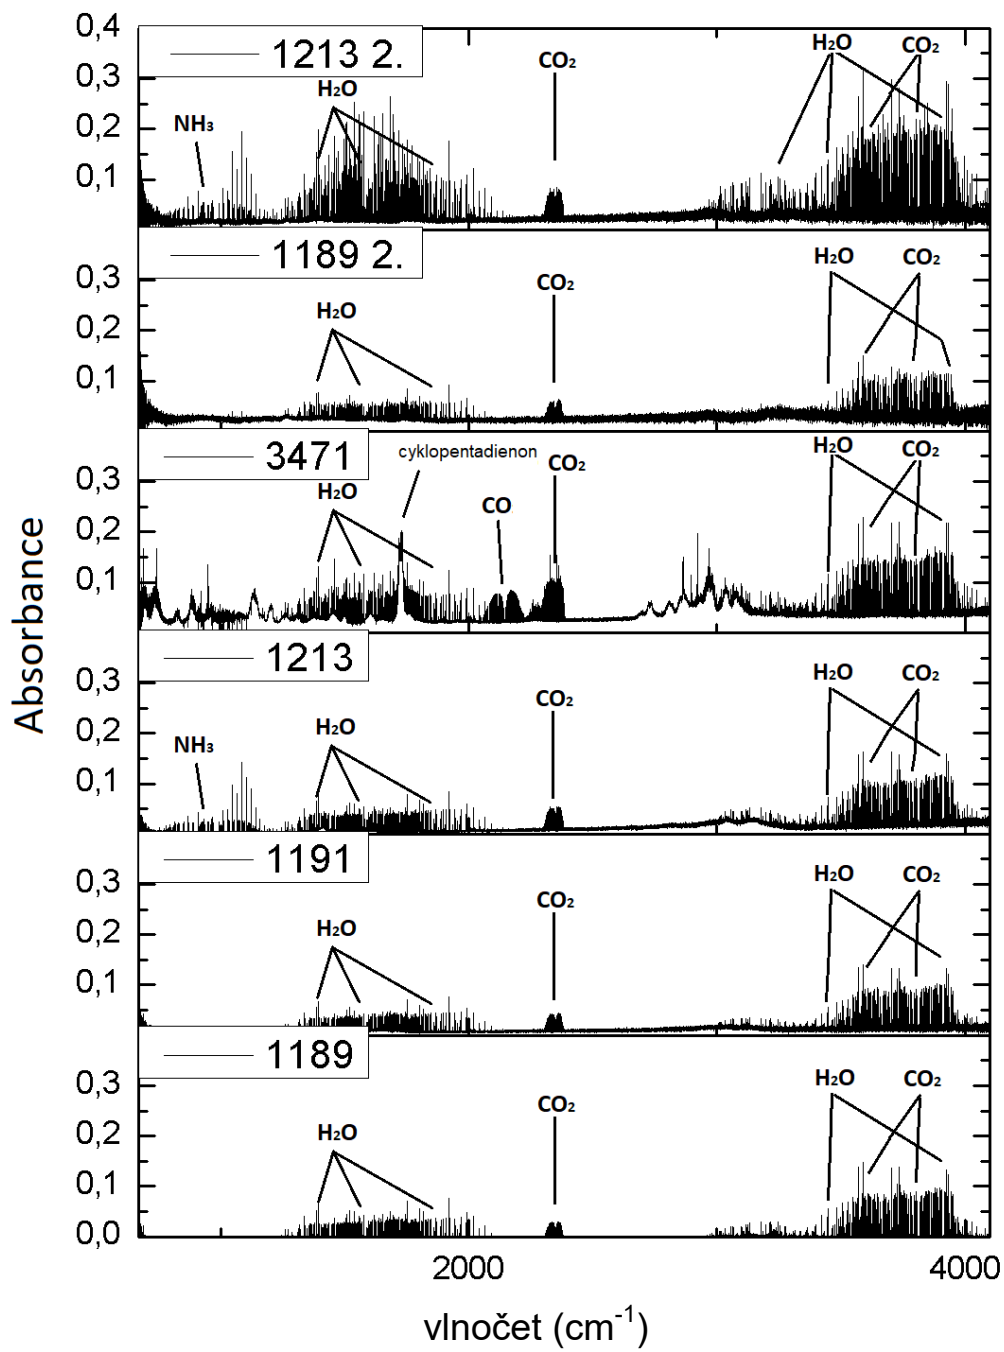 0,4
1213 2.
H₂O
CO₂
CO₂
0,3
H₂O
0,2
NH₃
0,1
1189 2.
H₂O
CO₂
0,3
CO₂
H₂O
0,2
0,1
3471
cyklopentadienon
H₂O
CO₂
CO₂
0,3
H₂O
CO
0,2
0,1
1213
H₂O
CO₂
0,3
CO₂
H₂O
0,2
NH₃
0,1
1191
H₂O
CO₂
0,3
CO₂
H₂O
0,2
0,1
1189
H₂O
CO₂
0,3
CO₂
0,2
H₂O
0,1
0,0
2000
4000
vlnočet (cm⁻¹)
Absorbance